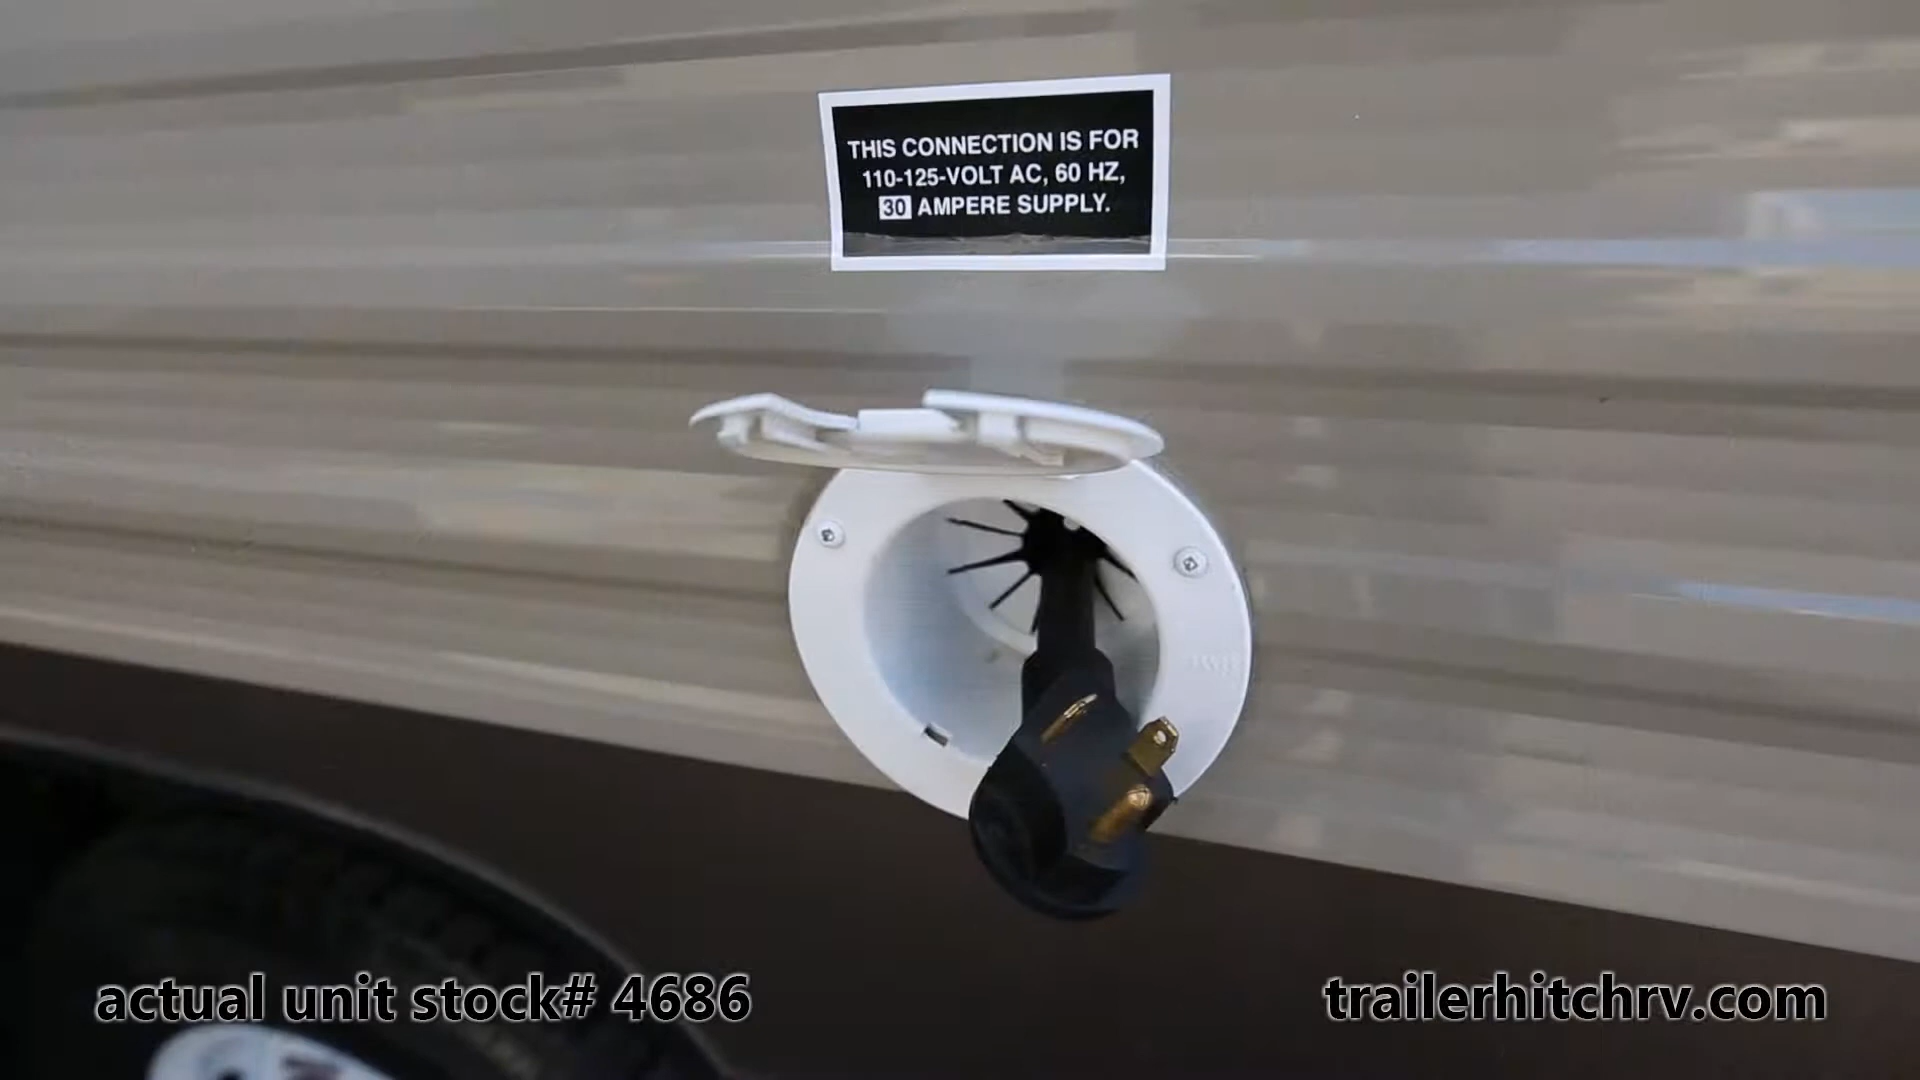 THIS CONNECTION IS FOR
110-125-VOLT AC, 60 HZ,
30 AMPERE SUPPLY.
actual unit stock# 4686
trailerhitchrv.com